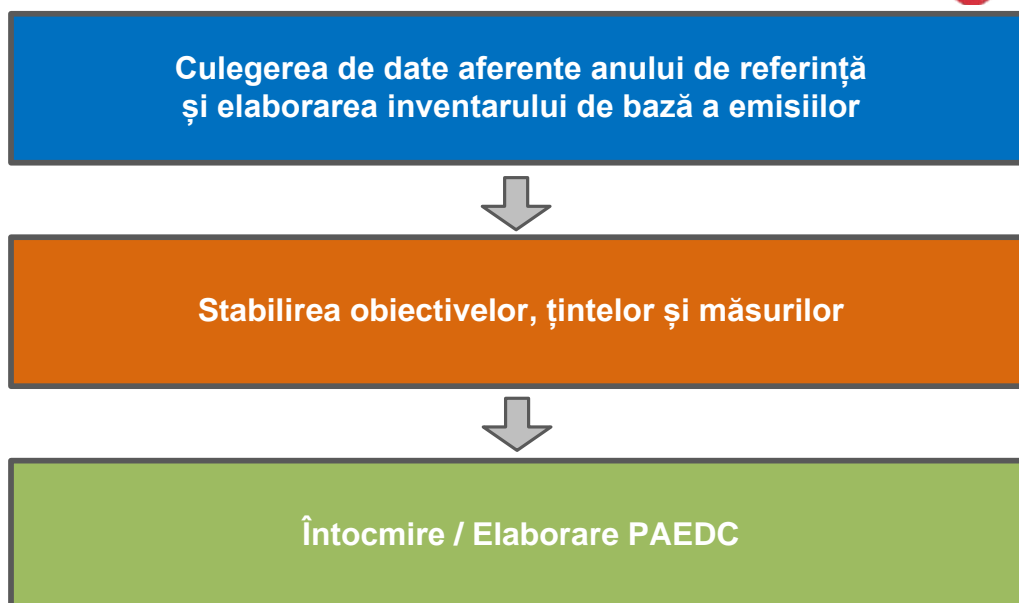 Culegerea de date aferente anului de referință
și elaborarea inventarului de bază a emisiilor
Stabilirea obiectivelor, țintelor și măsurilor
Întocmire / Elaborare PAEDC